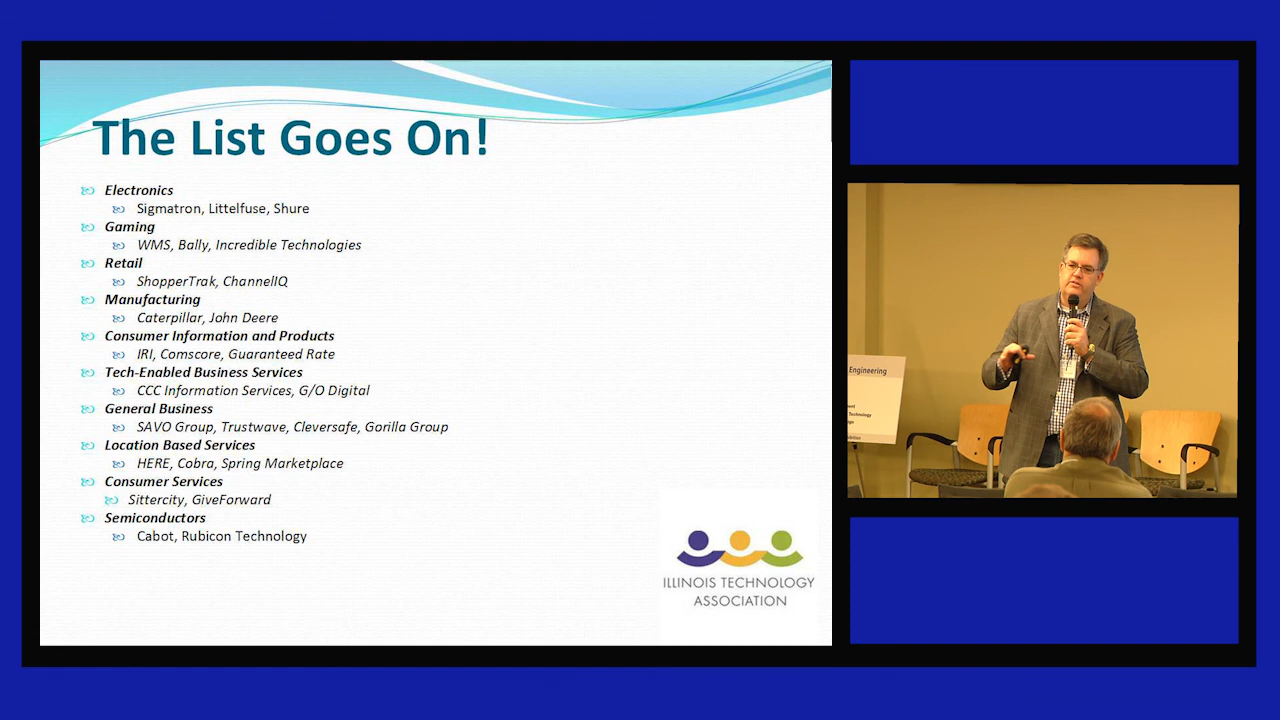 The List Goes On!
Electronics
Sigmatron, Littelfuse, Shure
Gaming
WMS, Bally, Incredible Technologies
Retail
ShopperTrak, ChannelIQ
Manufacturing
Caterpillar, John Deere
Consumer Information and Products
IRI, Comscore, Guaranteed Rate
Tech-Enabled Business Services
CCC Information Services, G/O Digital
General Business
SAVO Group, Trustwave, Cleversafe, Gorilla Group
Location Based Services
HERE, Cobra, Spring Marketplace
Consumer Services
Sittercity, GiveForward
Semiconductors
Cabot, Rubicon Technology
ILLINOIS TECHNOLOGY
ASSOCIATION
Engineering
Technology